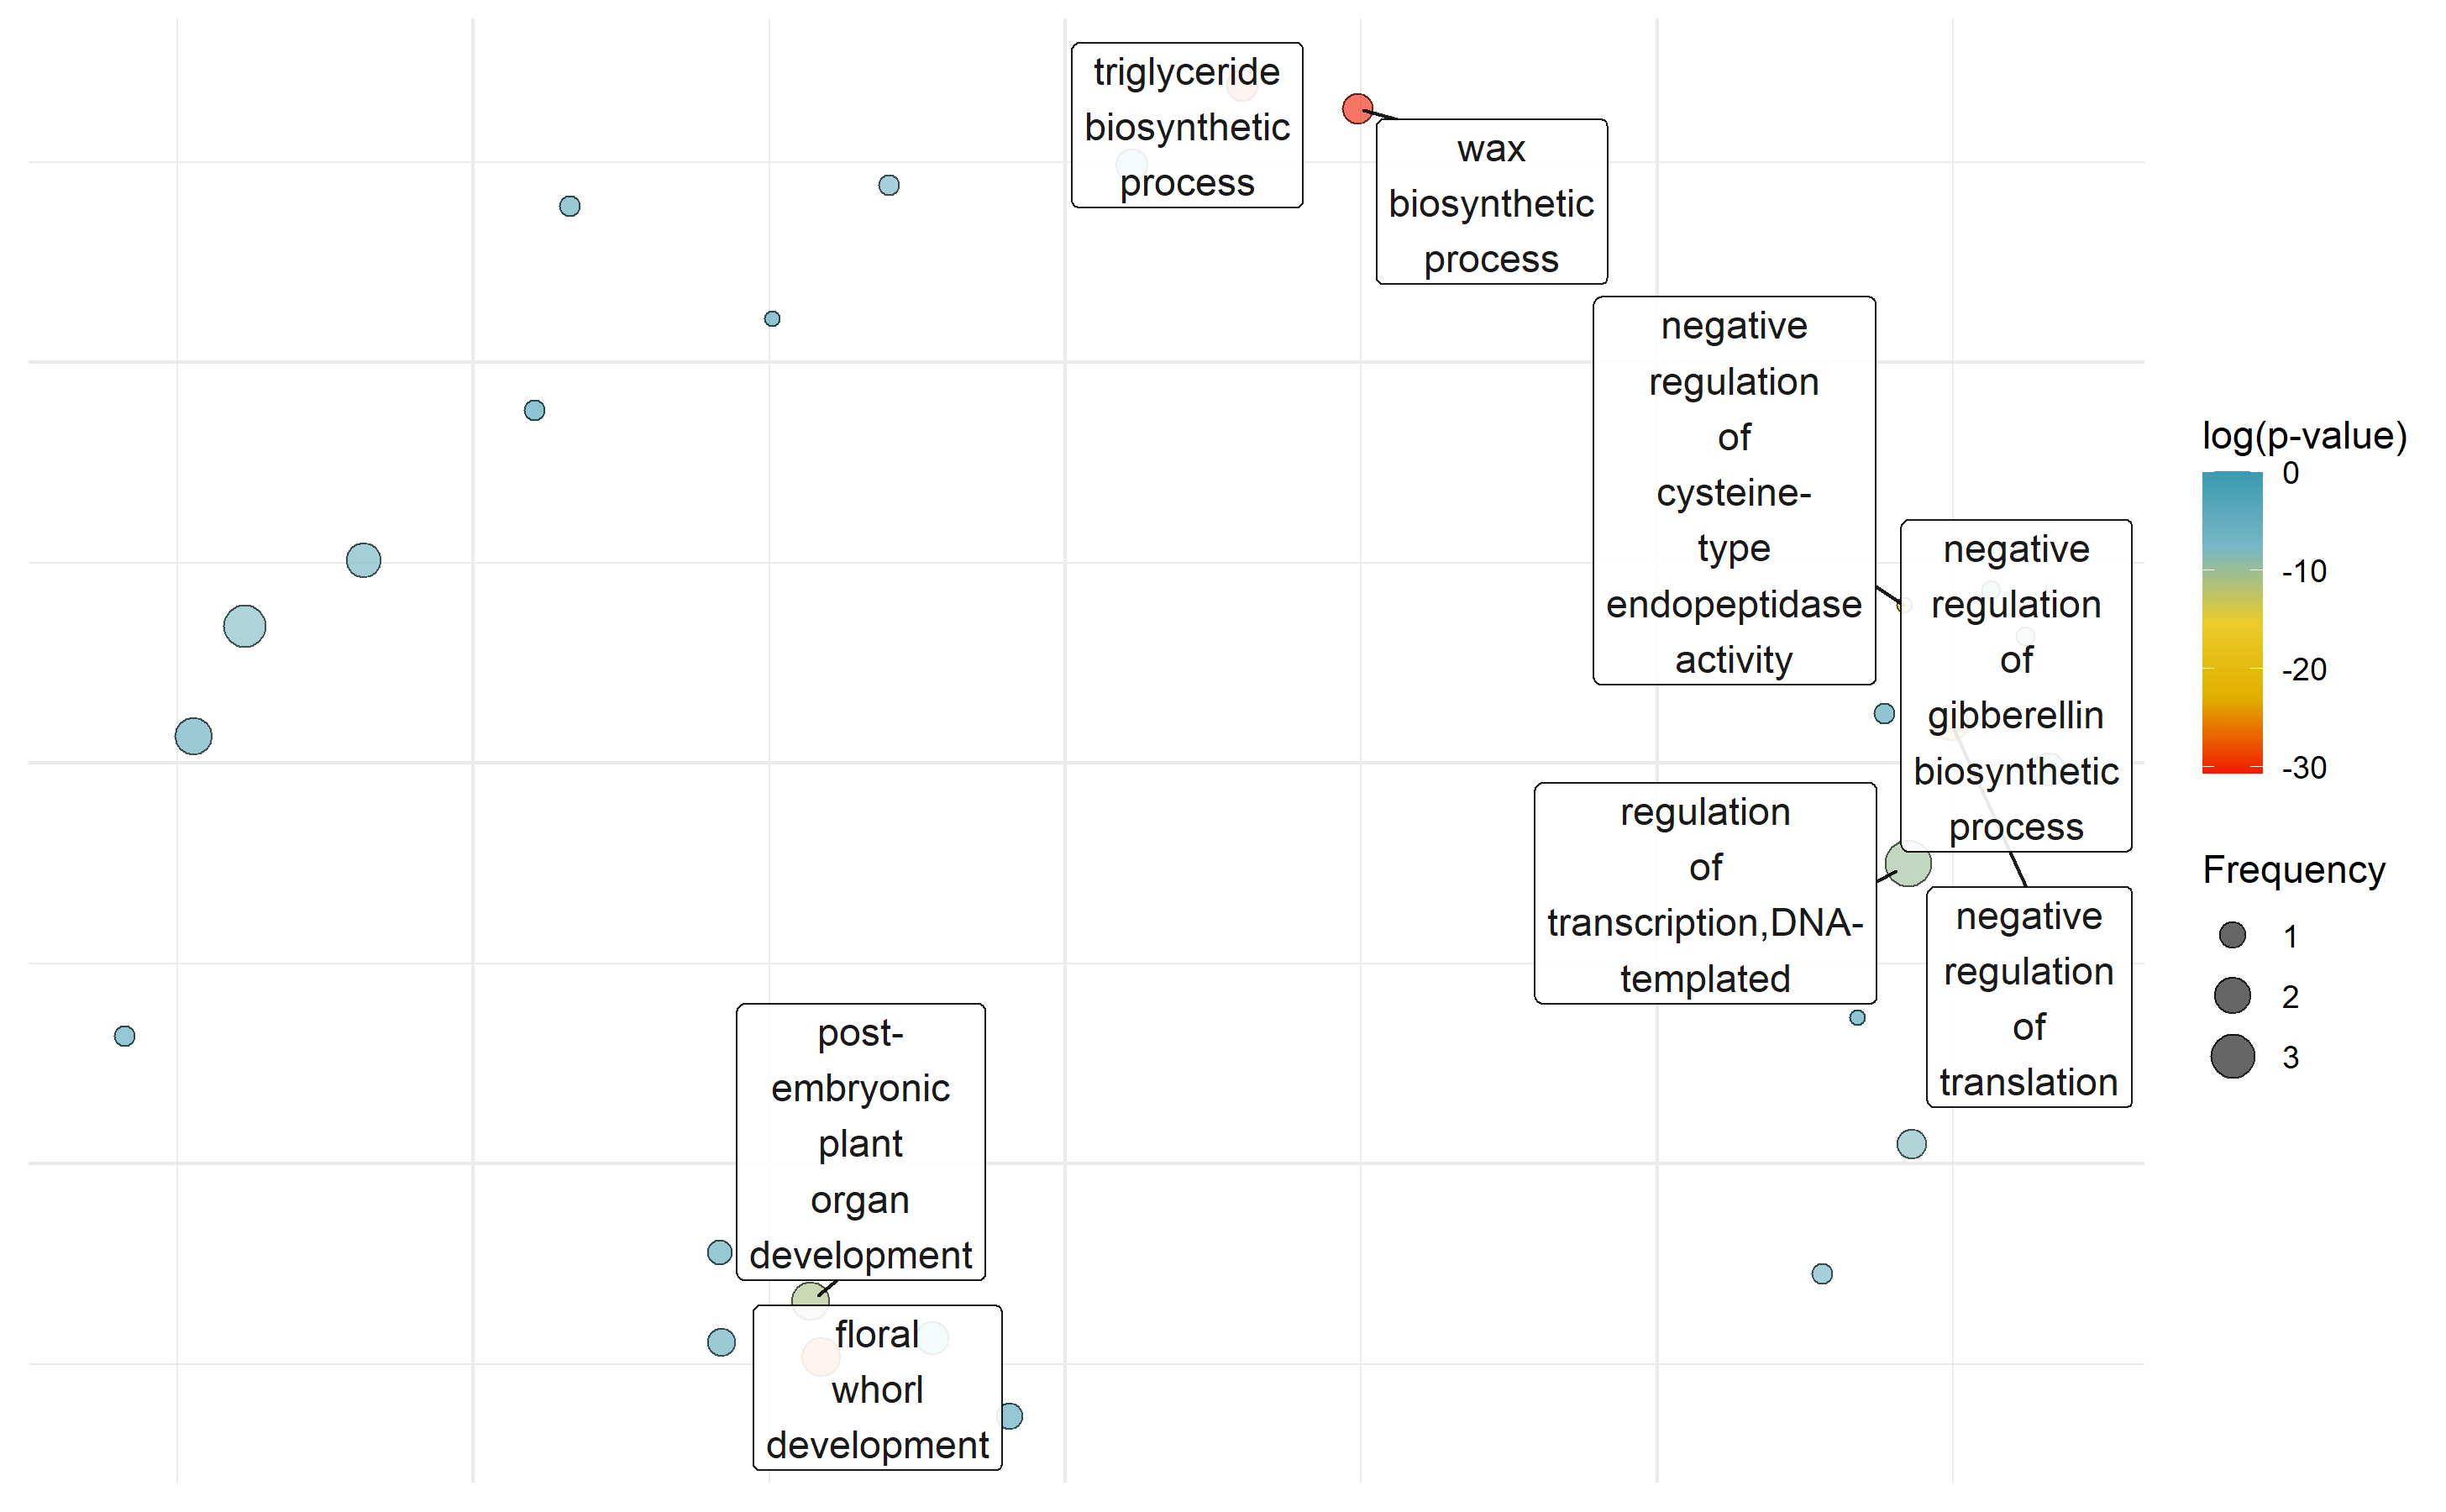 triglyceride
biosynthetic
process
wax
biosynthetic
process
negative
regulation
of
cysteine-
type
endopeptidase
activity
negative
regulation
of
gibberellin
biosynthetic
process
regulation
of
transcription,DNA-
templated
negative
regulation
of
translation
post-
embryonic
plant
organ
development
floral
whorl
development
log(p-value)
0
-10
-20
-30
Frequency
1
2
3